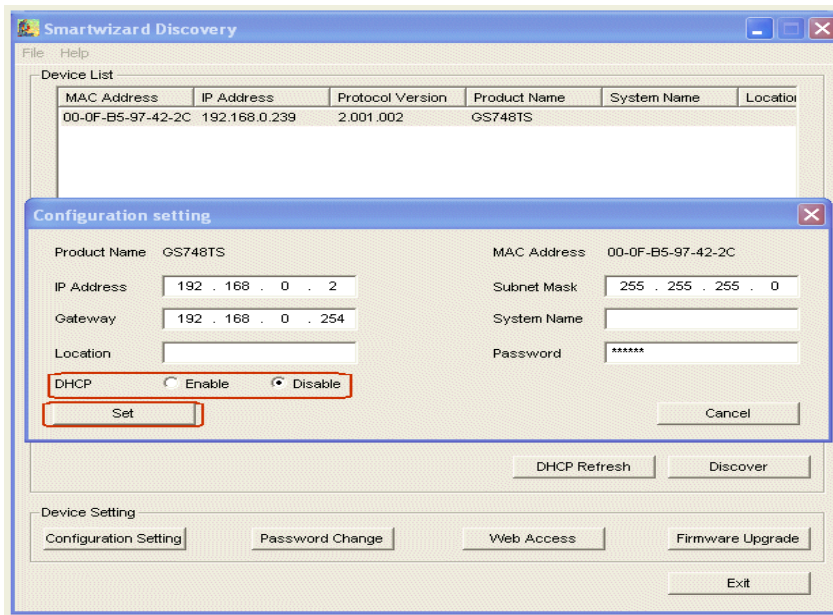 Smartwizard Discovery
File Help
Device List
MAC Address IP Address Protocol Version Product Name System Name Location
00-0F-B5-97-42-2C 192.168.0.239 2.001.002 GS748TS
Configuration setting
Product Name GS748TS MAC Address 00-0F-B5-97-42-2C
IP Address 192 . 168 . 0 . 2 Subnet Mask 255 . 255 . 255 . 0
Gateway 192 . 168 . 0 . 254 System Name
Location Password ******
DHCP Enable Disable
Set Cancel
DHCP Refresh Discover
Device Setting
Configuration Setting Password Change Web Access Firmware Upgrade
Exit